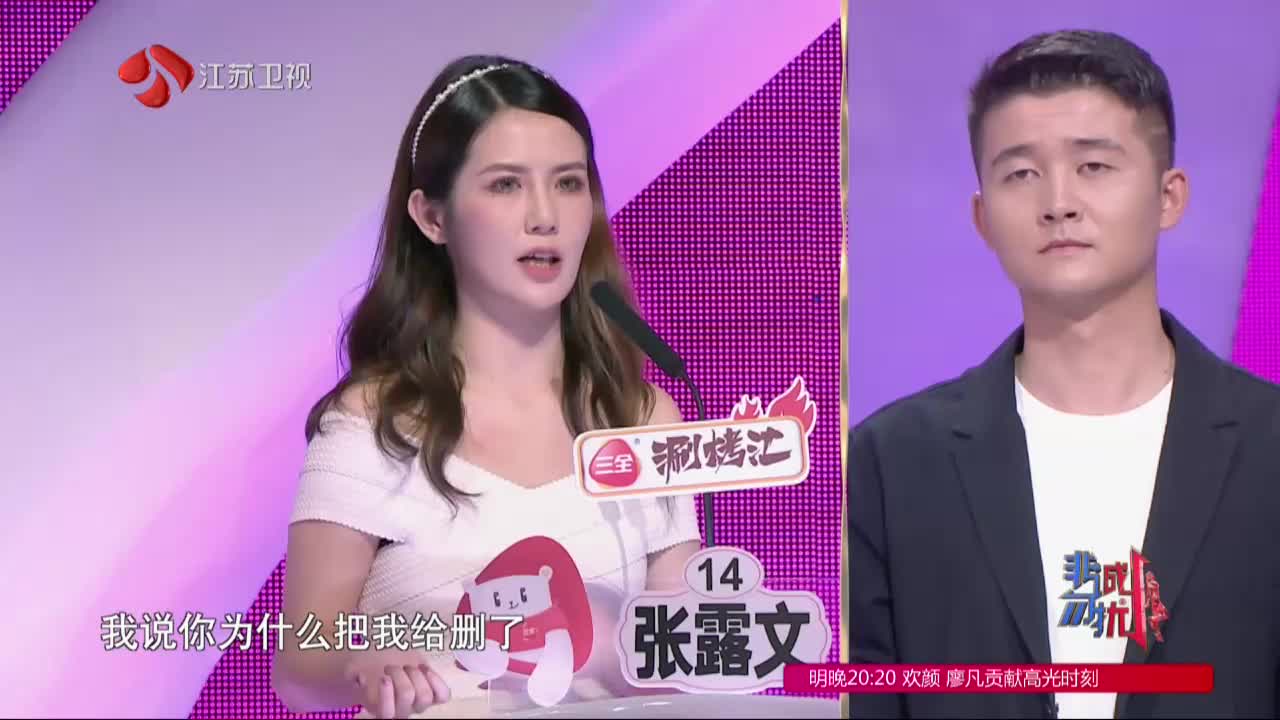 江苏卫视
三全
涮烤汇
14
张露文
非诚
勿扰
我说你为什么把我给删了
明晚20:20 欢颜 廖凡贡献高光时刻